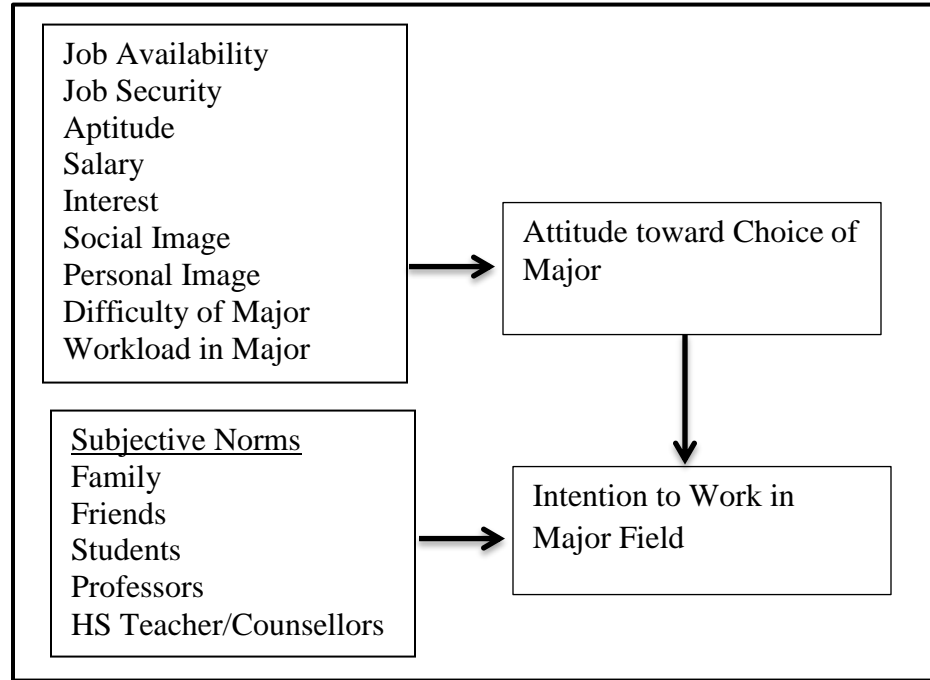 Job Availability
Job Security
Aptitude
Salary
Interest
Social Image
Personal Image
Difficulty of Major
Workload in Major
Attitude toward Choice of
Major
Subjective Norms
Family
Friends
Students
Professors
HS Teacher/Counsellors
Intention to Work in
Major Field